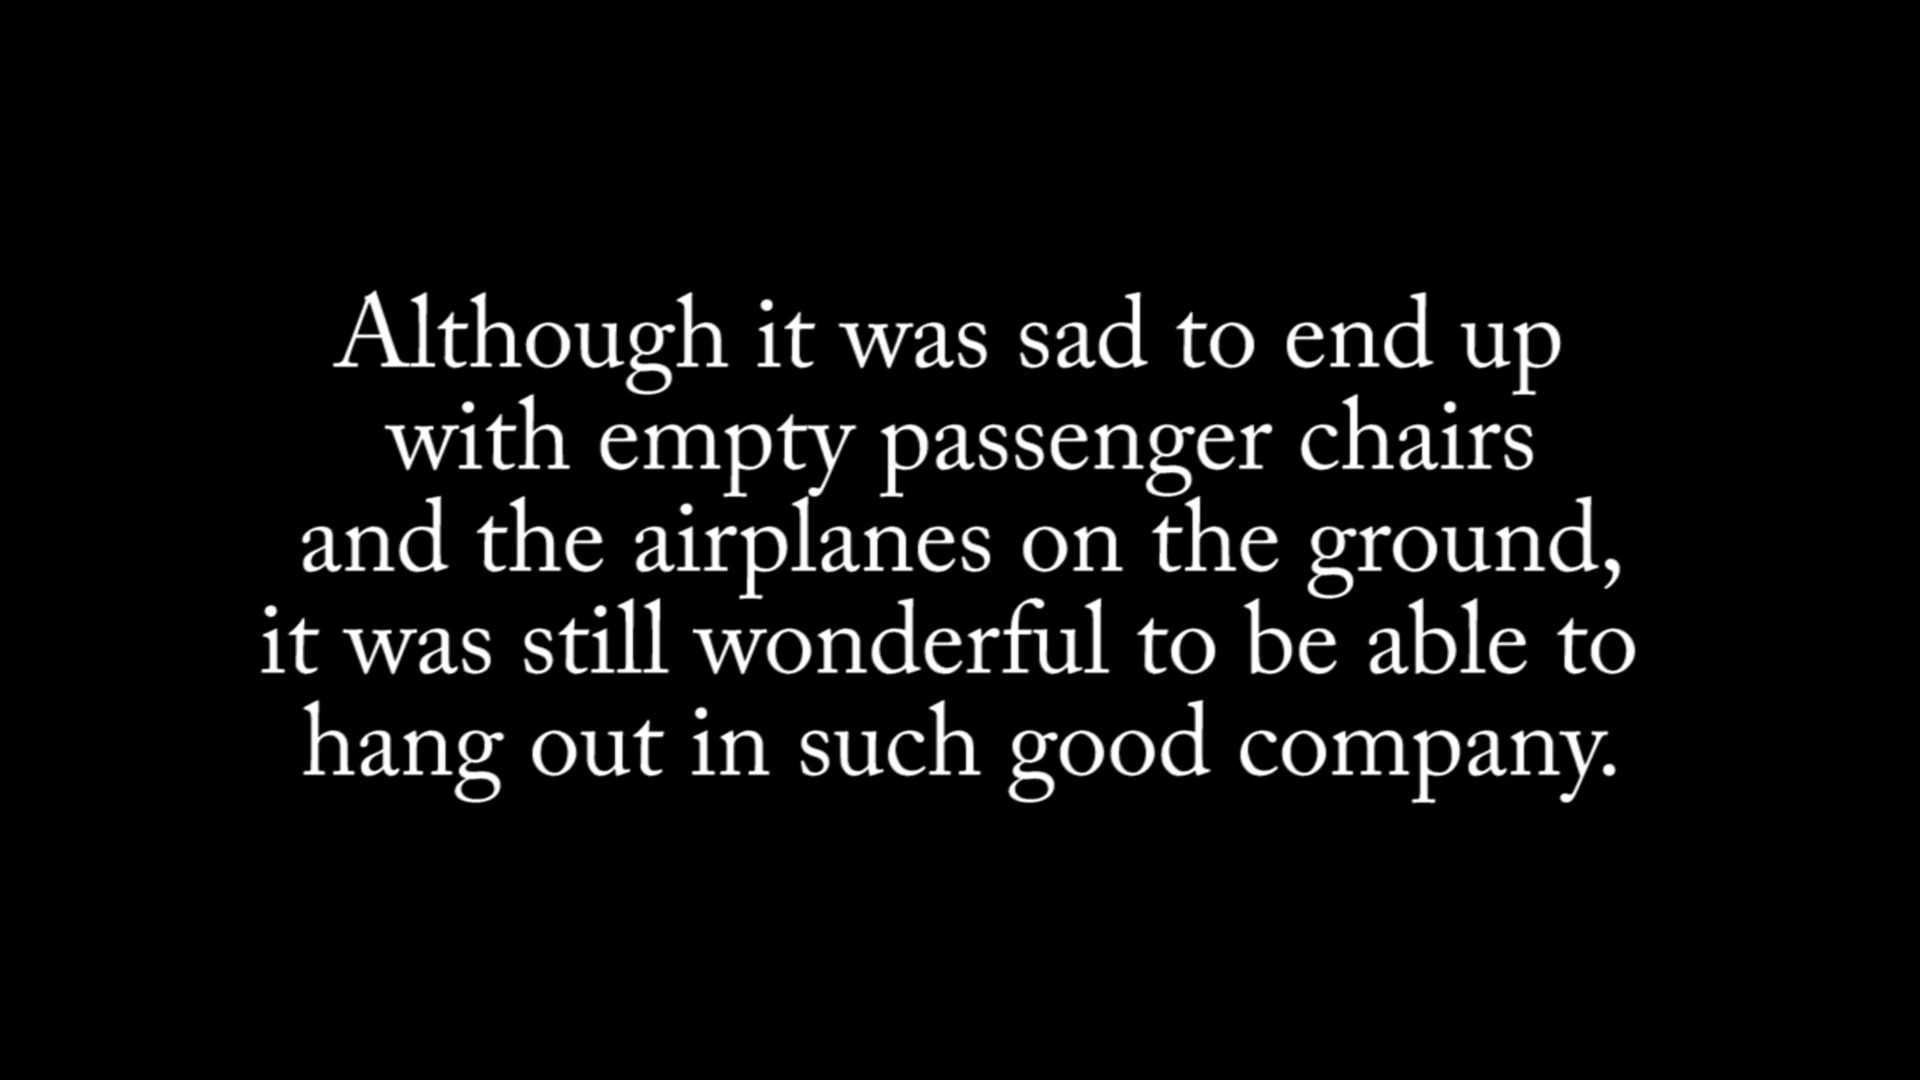 Although it was sad to end up
with empty passenger chairs
and the airplanes on the ground,
it was still wonderful to be able to
hang out in such good company.